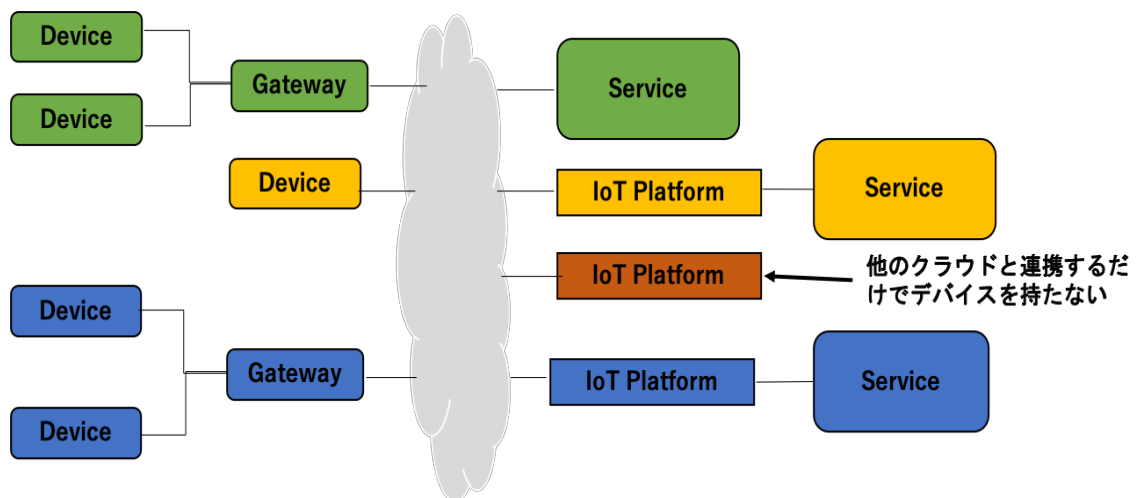 Device
Device
Gateway
Service
Device
IoT Platform
Service
IoT Platform
他のクラウドと連携するだ
けでデバイスを持たない
Device
Device
Gateway
IoT Platform
Service